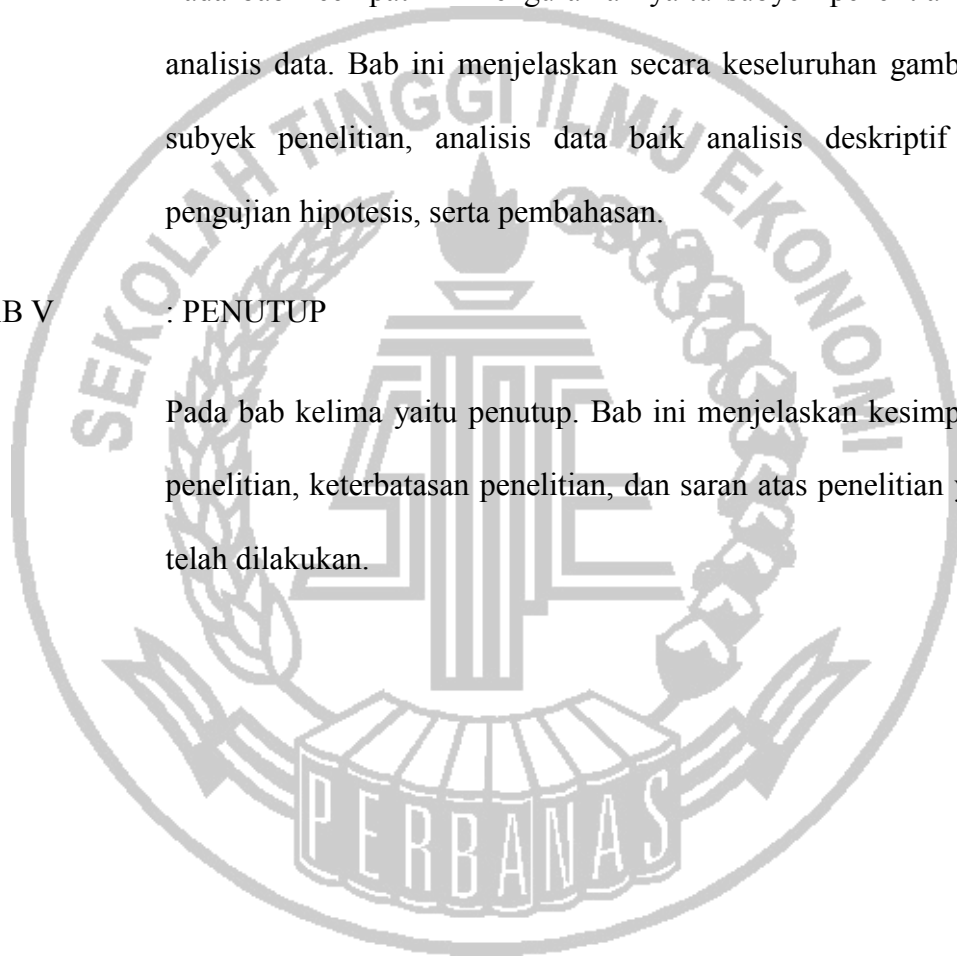 analisis data. Bab ini menjelaskan secara keseluruhan
subyek penelitian, analisis data baik analisis deskriptif
pengujian hipotesis, serta pembahasan.
B V : PENUTUP
Pada bab kelima yaitu penutup. Bab ini menjelaskan
penelitian, keterbatasan penelitian, dan saran atas penelitian
telah dilakukan.
SEKOLAH TINGGI ILMU EKONOMI
PERBANAS